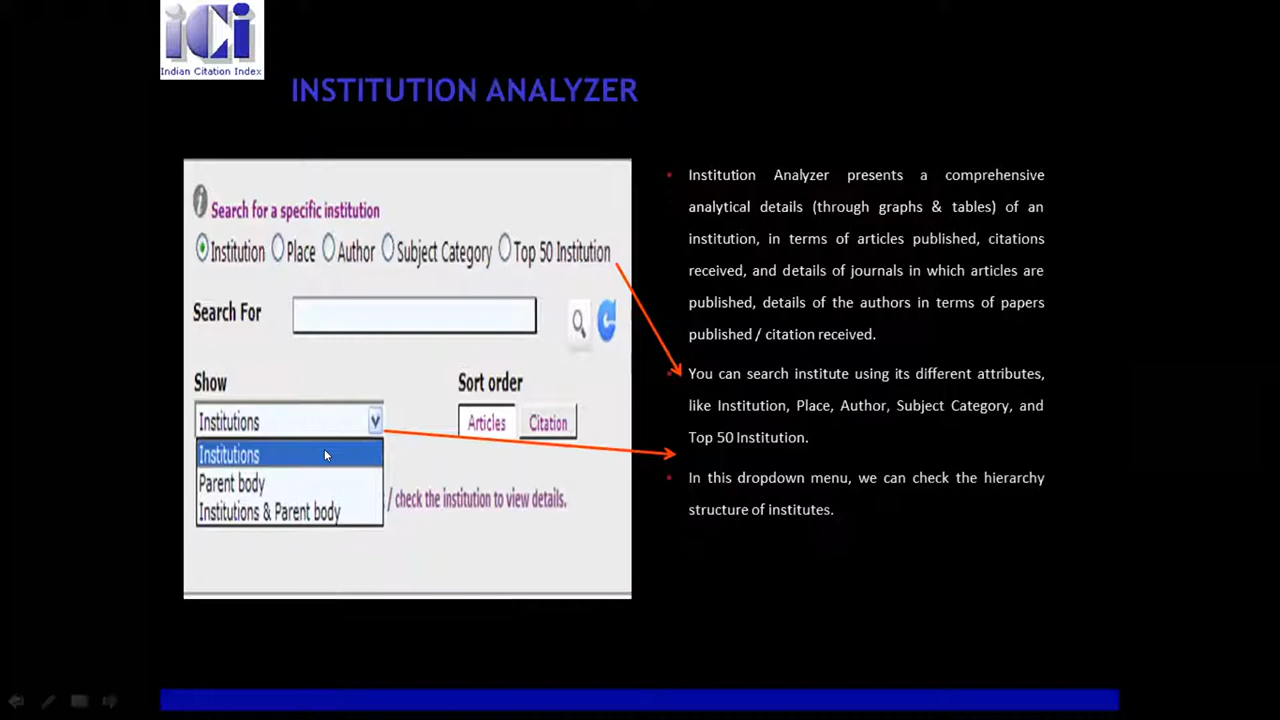 iCi
Indian Citation Index
INSTITUTION ANALYZER
Search for a specific institution
Institution Place Author Subject Category Top 50 Institution
Search For
Show Sort order
Institutions Articles Citation
Institutions
Parent body
Institutions & Parent body / check the institution to view details.
Institution Analyzer presents a comprehensive
analytical details (through graphs & tables) of an
institution, in terms of articles published, citations
received, and details of journals in which articles are
published, details of the authors in terms of papers
published / citation received.
You can search institute using its different attributes,
like Institution, Place, Author, Subject Category, and
Top 50 Institution.
In this dropdown menu, we can check the hierarchy
structure of institutes.